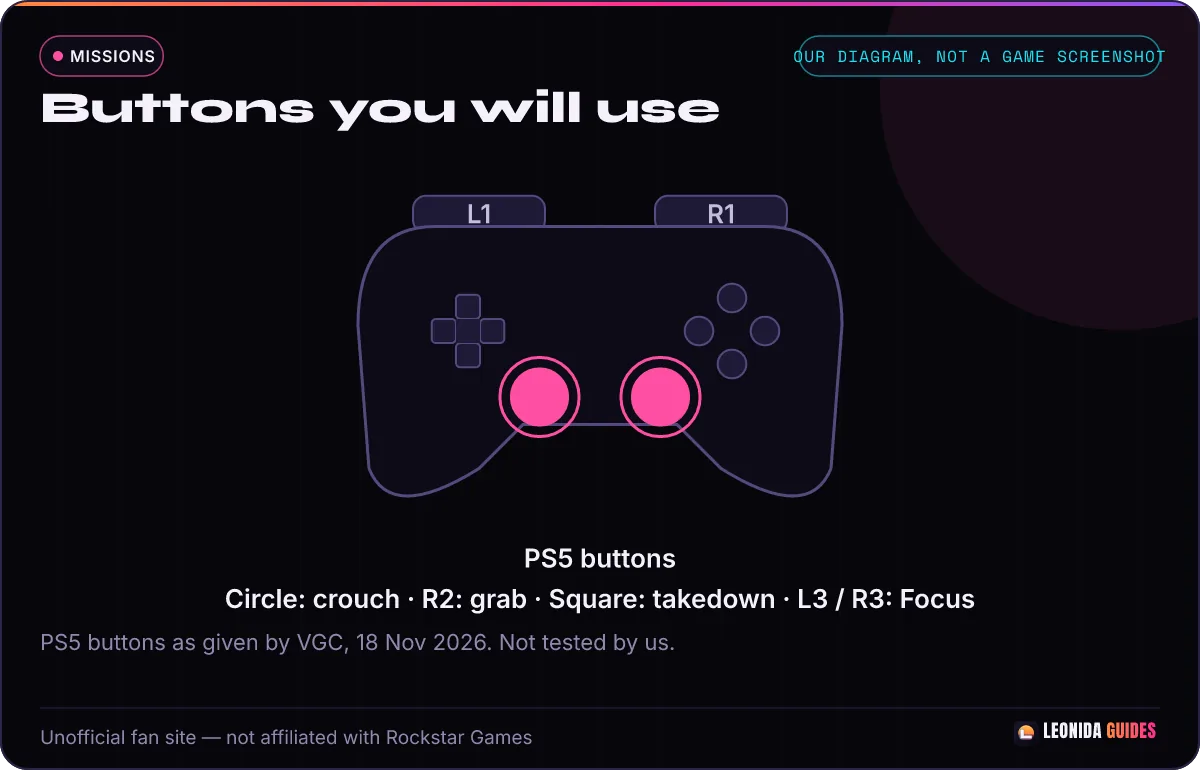 MISSIONS
OUR DIAGRAM, NOT A GAME SCREENSHOT
Buttons you will use
L1
R1
PS5 buttons
Circle: crouch · R2: grab · Square: takedown · L3 / R3: Focus
PS5 buttons as given by VGC, 18 Nov 2026. Not tested by us.
Unofficial fan site — not affiliated with Rockstar Games
LEONIDA GUIDES